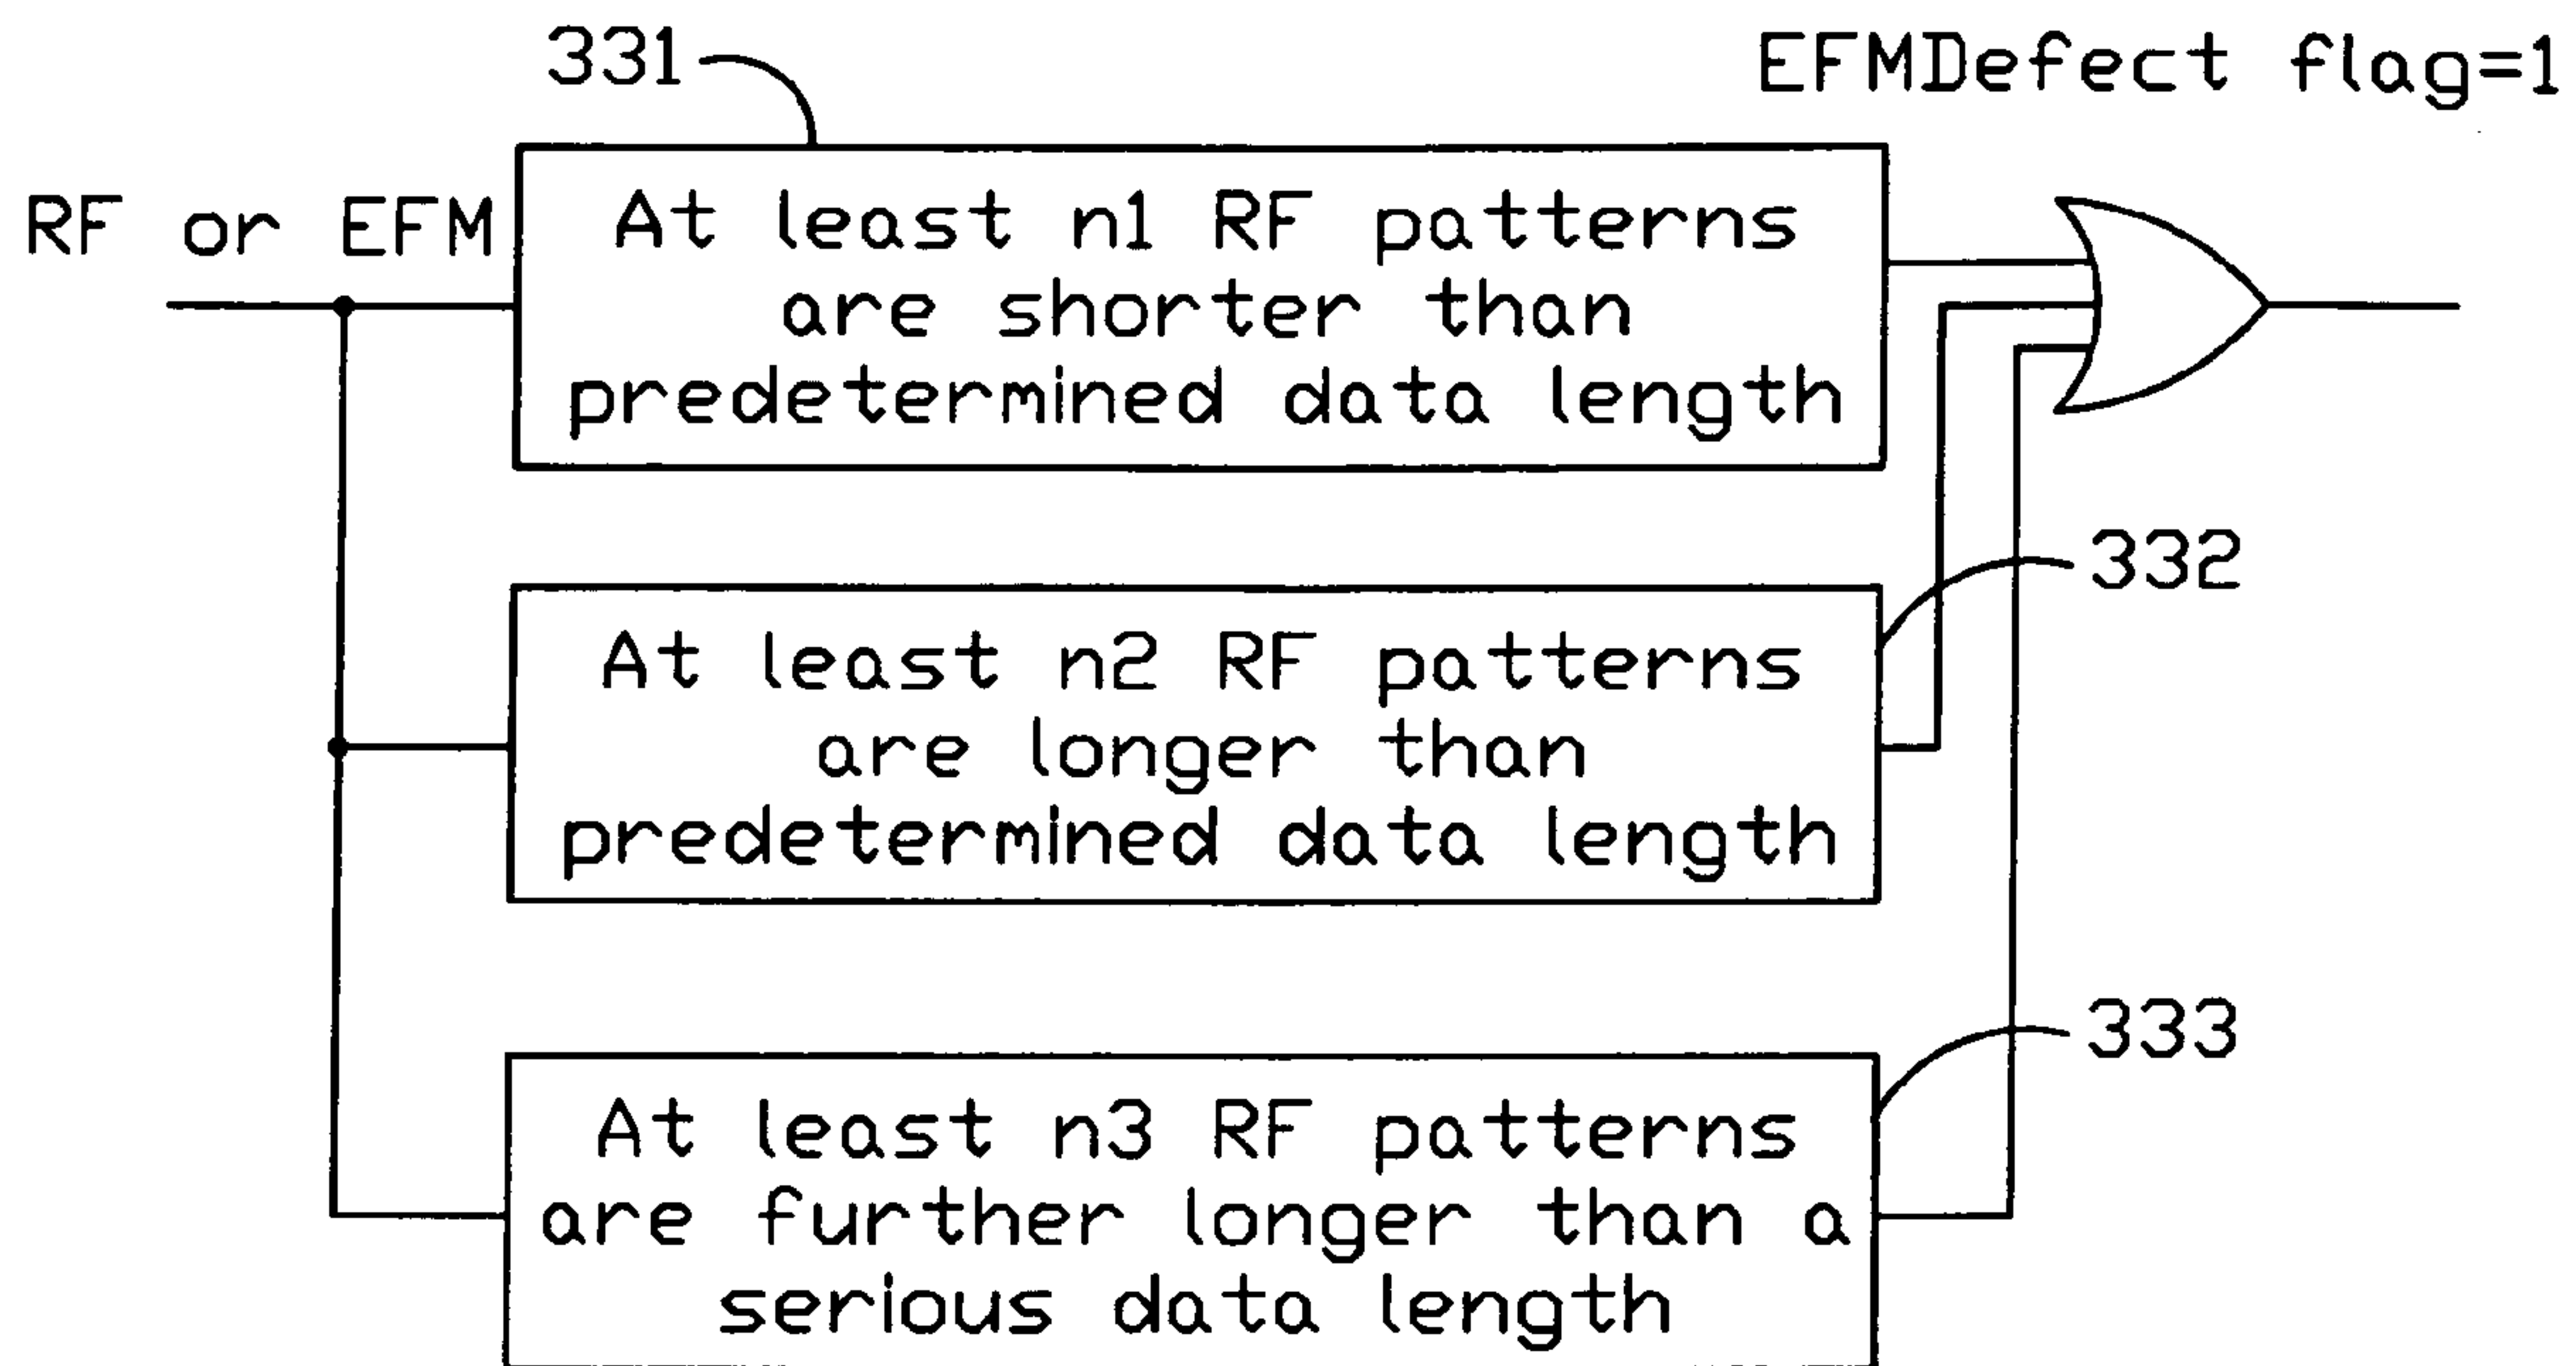 331
EFMDefect flag=1
RF or EFM
At least n1 RF patterns
are shorter than
predetermined data length
332
At least n2 RF patterns
are longer than
predetermined data length
333
At least n3 RF patterns
are further longer than a
serious data length